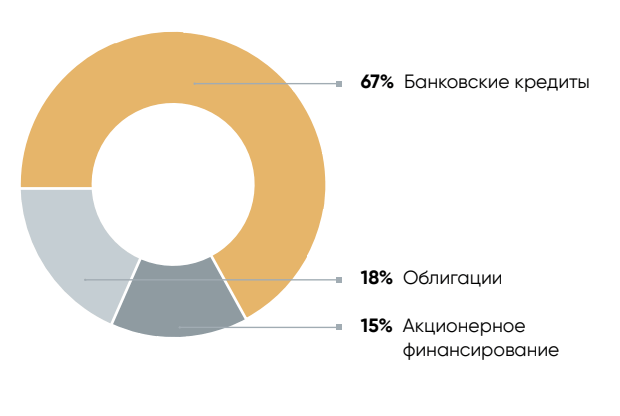 67% Банковские кредиты
18% Облигации
15% Акционерное
финансирование